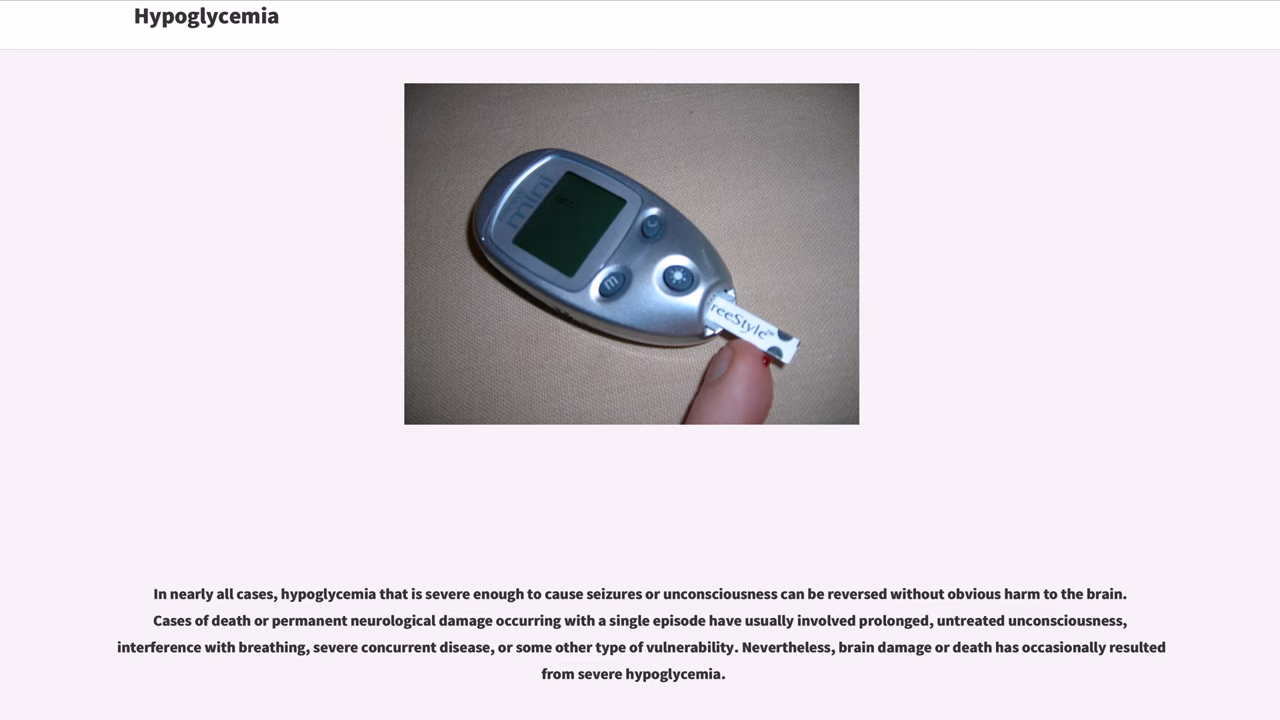 Hypoglycemia
mini
m
reeStyle
In nearly all cases, hypoglycemia that is severe enough to cause seizures or unconsciousness can be reversed without obvious harm to the brain.
Cases of death or permanent neurological damage occurring with a single episode have usually involved prolonged, untreated unconsciousness,
interference with breathing, severe concurrent disease, or some other type of vulnerability. Nevertheless, brain damage or death has occasionally resulted
from severe hypoglycemia.